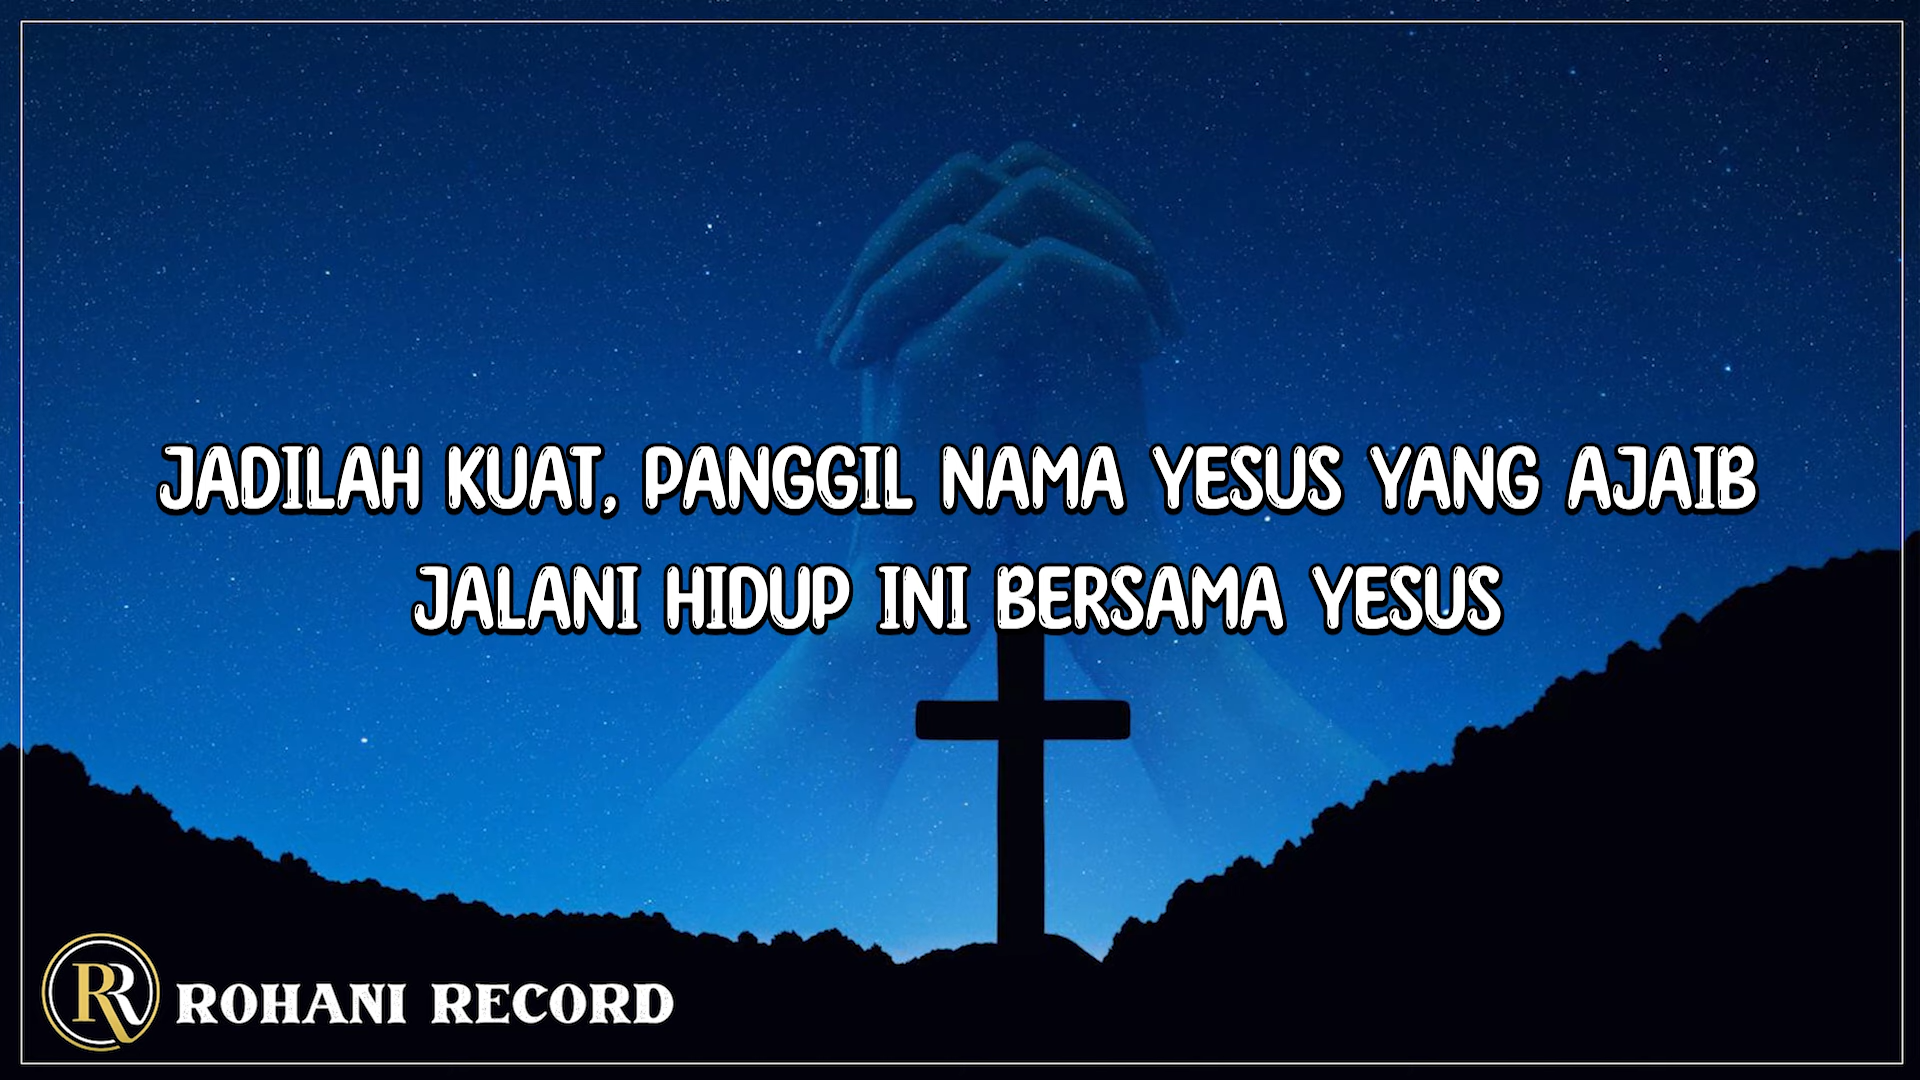 JADILAH KUAT, PANGGIL NAMA YESUS YANG AJAIB
JALANI HIDUP INI BERSAMA YESUS
RR ROHANI RECORD